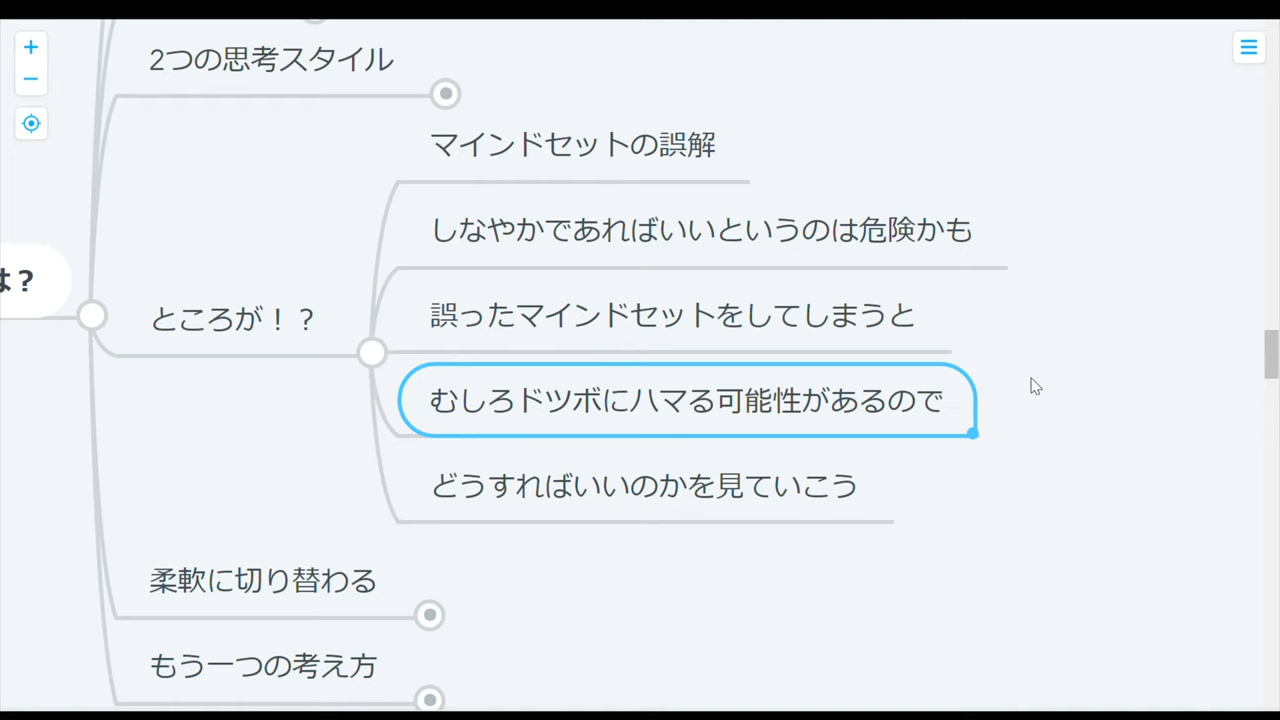 2つの思考スタイル
マインドセットの誤解
しなやかであればいいというのは危険かも
は？
ところが！？
誤ったマインドセットをしてしまうと
むしろドツボにハマる可能性があるので
どうすればいいのかを見ていこう
柔軟に切り替わる
もう一つの考え方